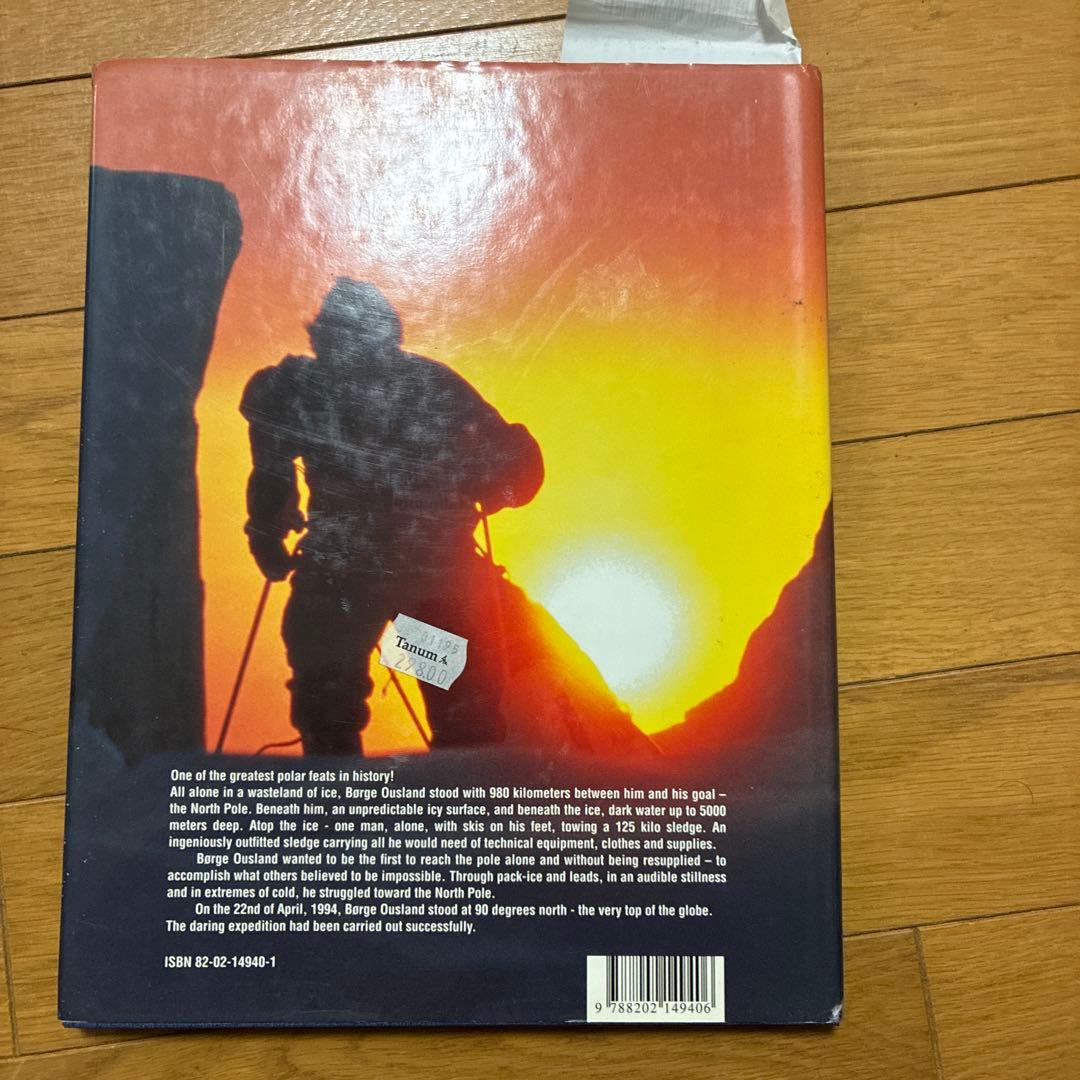 01195
Tanum
298.00
One of the greatest polar feats in history!
All alone in a wasteland of ice, Børge Ousland stood with 980 kilometers between him and his goal –
the North Pole. Beneath him, an unpredictable icy surface, and beneath the ice, dark water up to 5000
meters deep. Atop the ice - one man, alone, with skis on his feet, towing a 125 kilo sledge. An
ingeniously outfitted sledge carrying all he would need of technical equipment, clothes and supplies.
Børge Ousland wanted to be the first to reach the pole alone and without being resupplied – to
accomplish what others believed to be impossible. Through pack-ice and leads, in an audible stillness
and in extremes of cold, he struggled toward the North Pole.
On the 22nd of April, 1994, Børge Ousland stood at 90 degrees north - the very top of the globe.
The daring expedition had been carried out successfully.
ISBN 82-02-14940-1
9 788202 149406